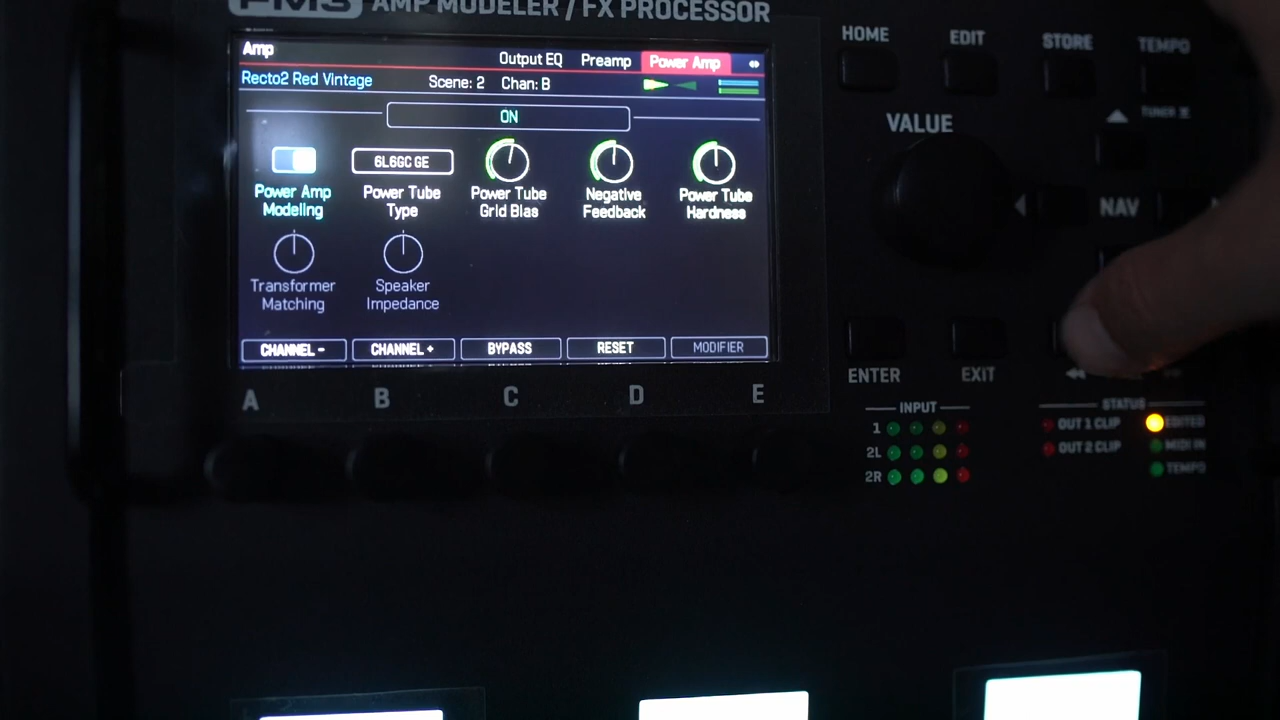 FM3 AMP MODELER / FX PROCESSOR
HOME EDIT STORE TEMPO
TUNER
Amp Output EQ Preamp Power Amp
Recto2 Red Vintage Scene: 2 Chan: B
ON
VALUE
NAV
6L6GC GE
Power Amp Modeling
Power Tube Type
Power Tube Grid Bias
Negative Feedback
Power Tube Hardness
Transformer Matching
Speaker Impedance
CHANNEL - CHANNEL + BYPASS RESET MODIFIER
A B C D E
ENTER EXIT
INPUT
1
2L
2R
STATUS
OUT 1 CLIP EDITED
OUT 2 CLIP MIDI IN
TEMPO